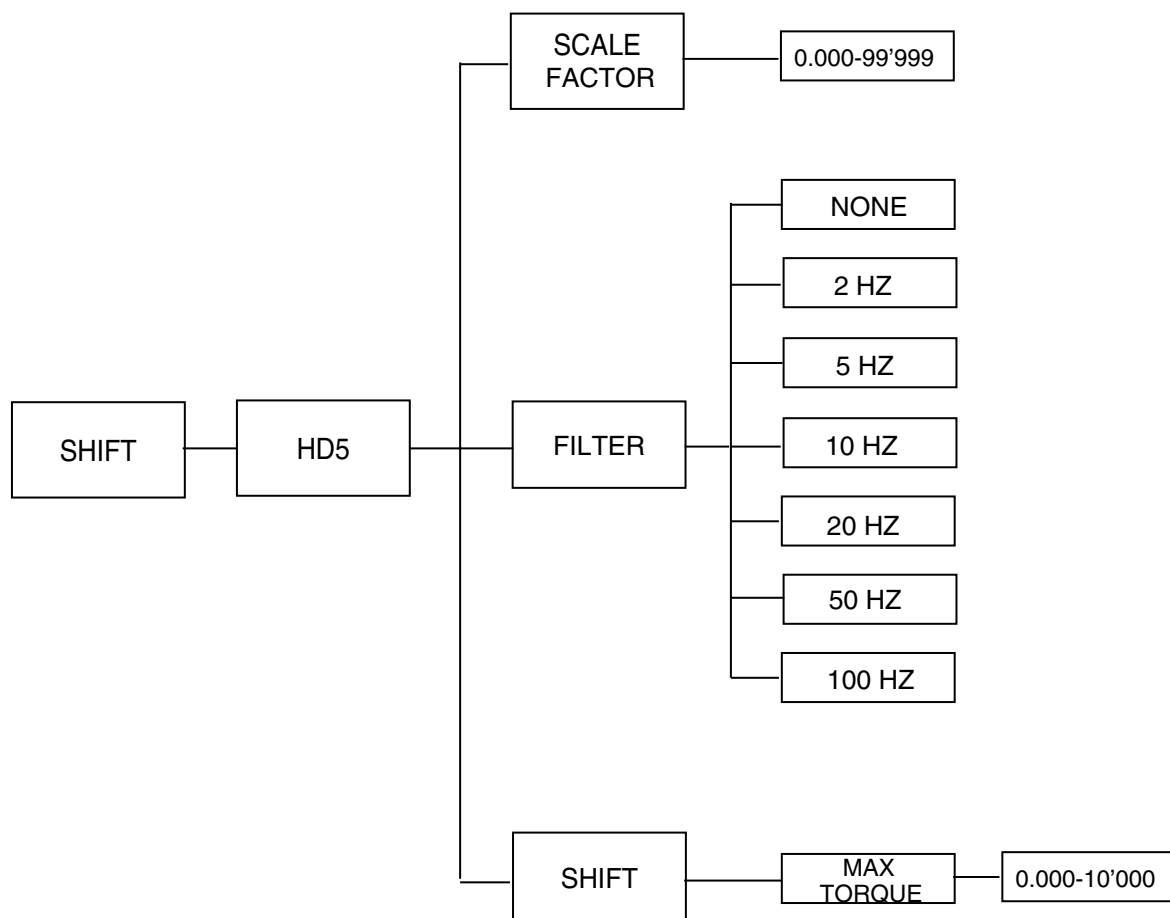 SCALE
FACTOR
0.000-99'999
NONE
2 HZ
5 HZ
SHIFT
HD5
FILTER
10 HZ
20 HZ
50 HZ
100 HZ
SHIFT
MAX
TORQUE
0.000-10'000